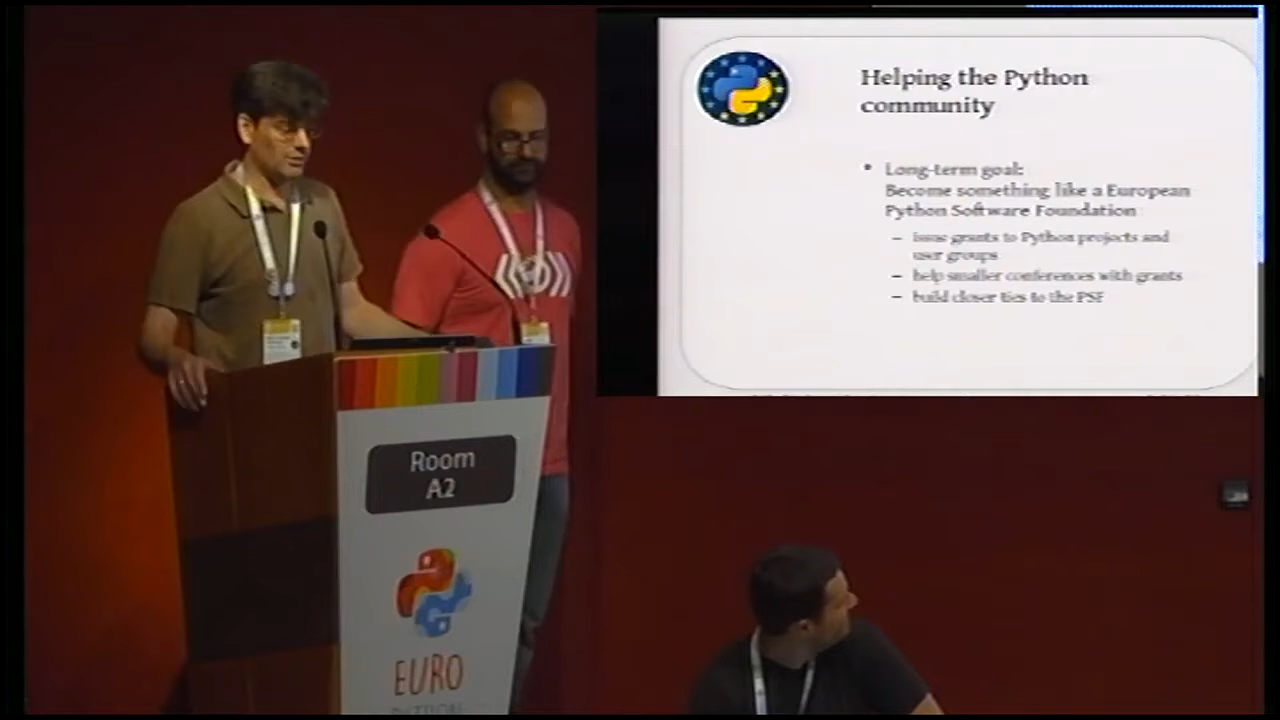 Helping the Python
community
• Long-term goal:
Become something like a European
Python Software Foundation
– issue grants to Python projects and
user groups
– help smaller conferences with grants
– build closer ties to the PSF
Room
A2
EURO
PYTHON